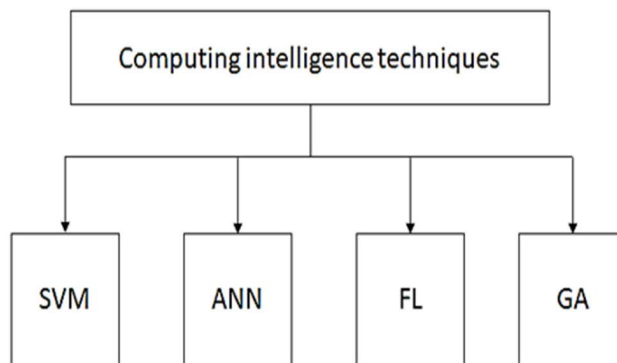 Computing intelligence techniques
SVM
ANN
FL
GA